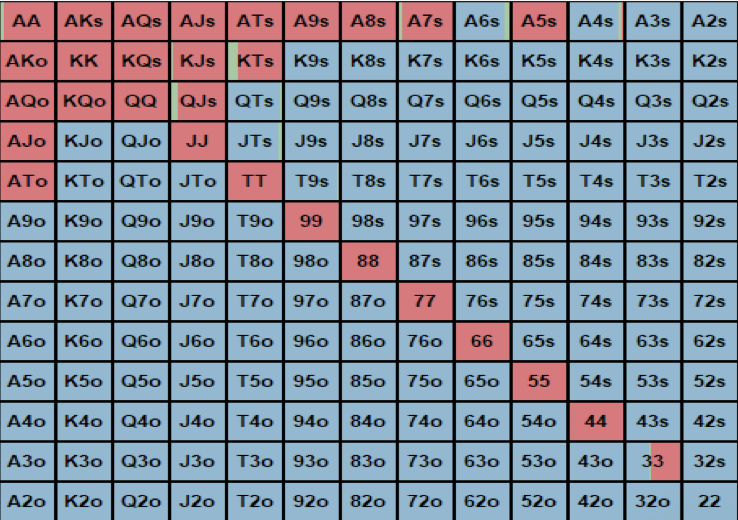 AA AKs AQs AJs ATs A9s A8s A7s A6s A5s A4s A3s A2s
AKo KK KQs KJs KTs K9s K8s K7s K6s K5s K4s K3s K2s
AQo KQo QQ QJs QTs Q9s Q8s Q7s Q6s Q5s Q4s Q3s Q2s
AJo KJo QJo JJ JTs J9s J8s J7s J6s J5s J4s J3s J2s
ATo KTo QTo JTo TT T9s T8s T7s T6s T5s T4s T3s T2s
A9o K9o Q9o J9o T9o 99 98s 97s 96s 95s 94s 93s 92s
A8o K8o Q8o J8o T8o 98o 88 87s 86s 85s 84s 83s 82s
A7o K7o Q7o J7o T7o 97o 87o 77 76s 75s 74s 73s 72s
A6o K6o Q6o J6o T6o 96o 86o 76o 66 65s 64s 63s 62s
A5o K5o Q5o J5o T5o 95o 85o 75o 65o 55 54s 53s 52s
A4o K4o Q4o J4o T4o 94o 84o 74o 64o 54o 44 43s 42s
A3o K3o Q3o J3o T3o 93o 83o 73o 63o 53o 43o 33 32s
A2o K2o Q2o J2o T2o 92o 82o 72o 62o 52o 42o 32o 22